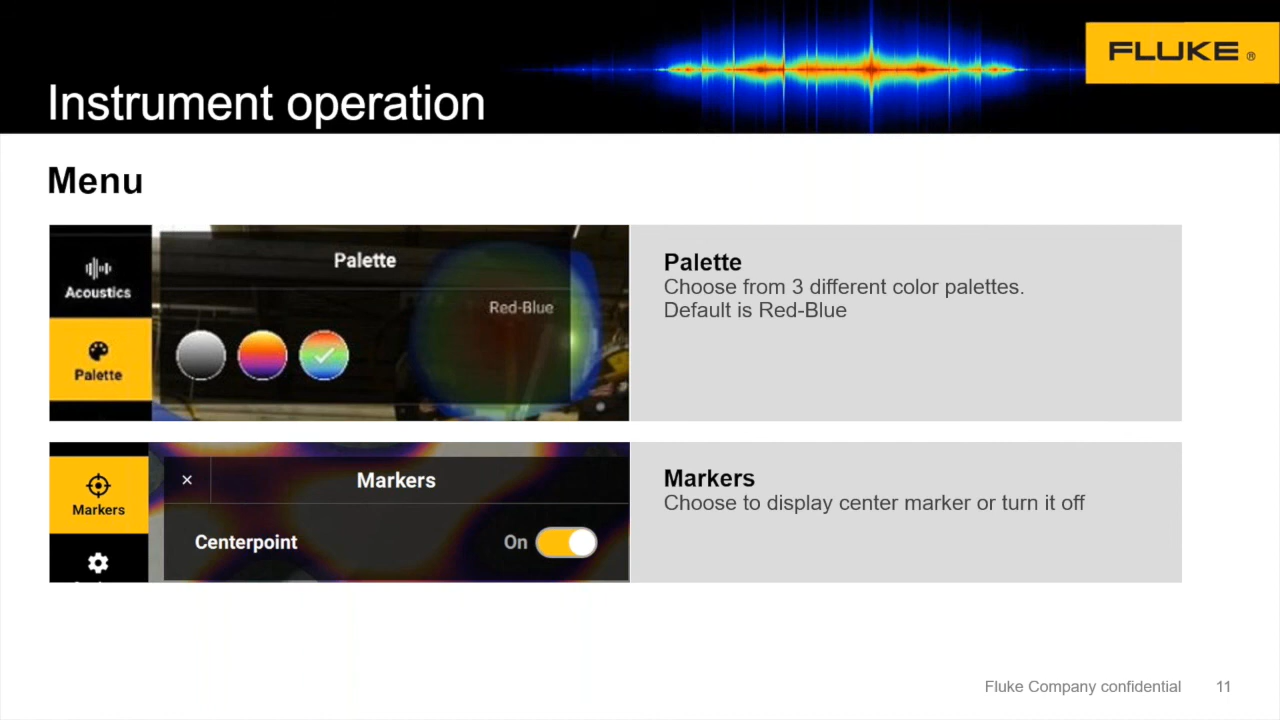 FLUKE ®
Instrument operation
Menu
Acoustics
Palette
Palette
Red-Blue
Palette
Choose from 3 different color palettes.
Default is Red-Blue
Markers
× Markers
Centerpoint On
Markers
Choose to display center marker or turn it off
Fluke Company confidential 11